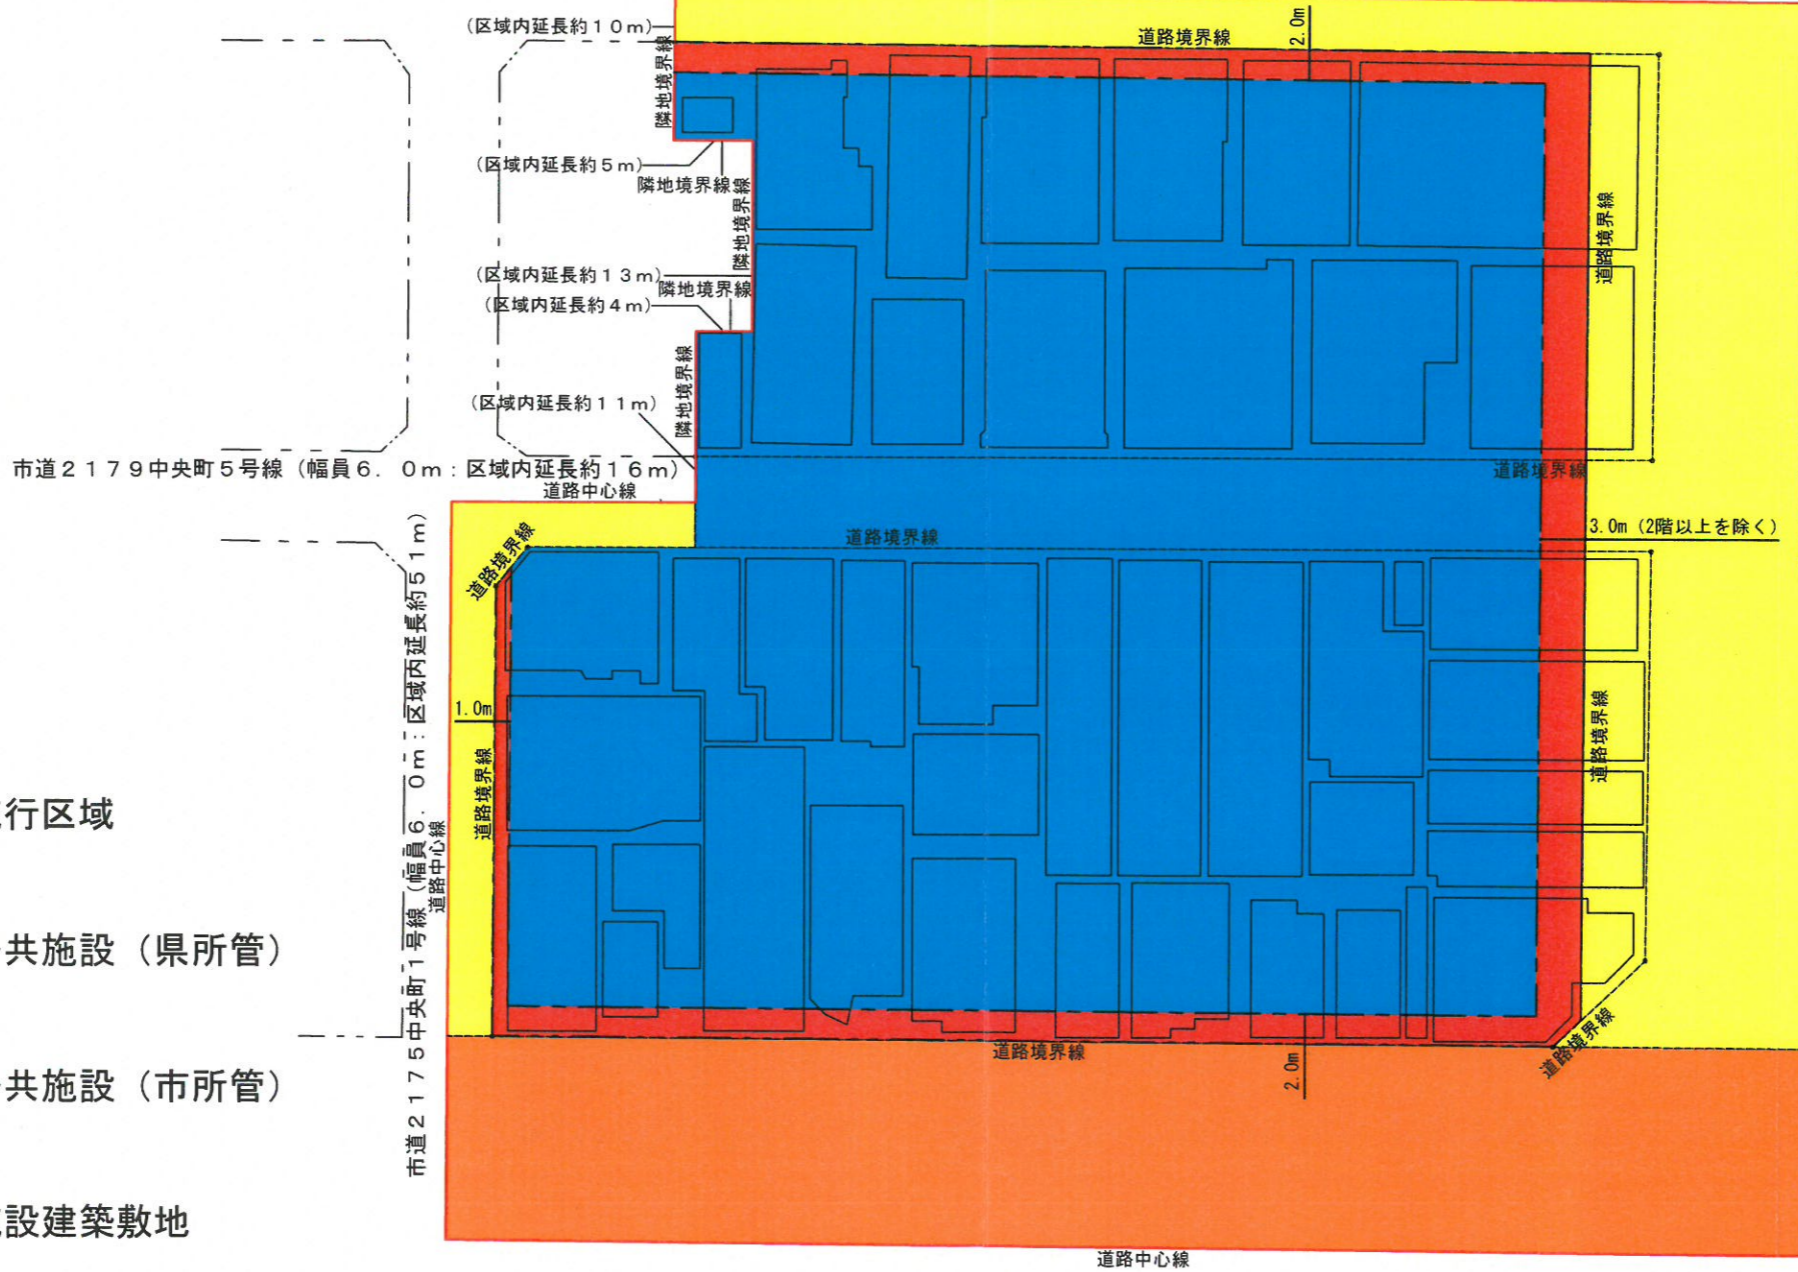 （区域内延長約１０ｍ）
隣地境界線
道路境界線
2.0m
（区域内延長約５ｍ）
隣地境界線
隣地境界線
（区域内延長約１３ｍ）
隣地境界線
（区域内延長約４ｍ）
隣地境界線
（区域内延長約１１ｍ）
道路境界線
市道２１７９中央町５号線（幅員６．０ｍ：区域内延長約１６ｍ）
道路中心線
道路境界線
道路境界線
3.0m（2階以上を除く）
道路境界線
市道２１７５中央町１号線（幅員６．０ｍ：区域内延長約５１ｍ）
道路中心線
1.0m
道路境界線
道路境界線
行区域
共施設（県所管）
共施設（市所管）
設建築敷地
道路境界線
2.0m
道路境界線
道路中心線